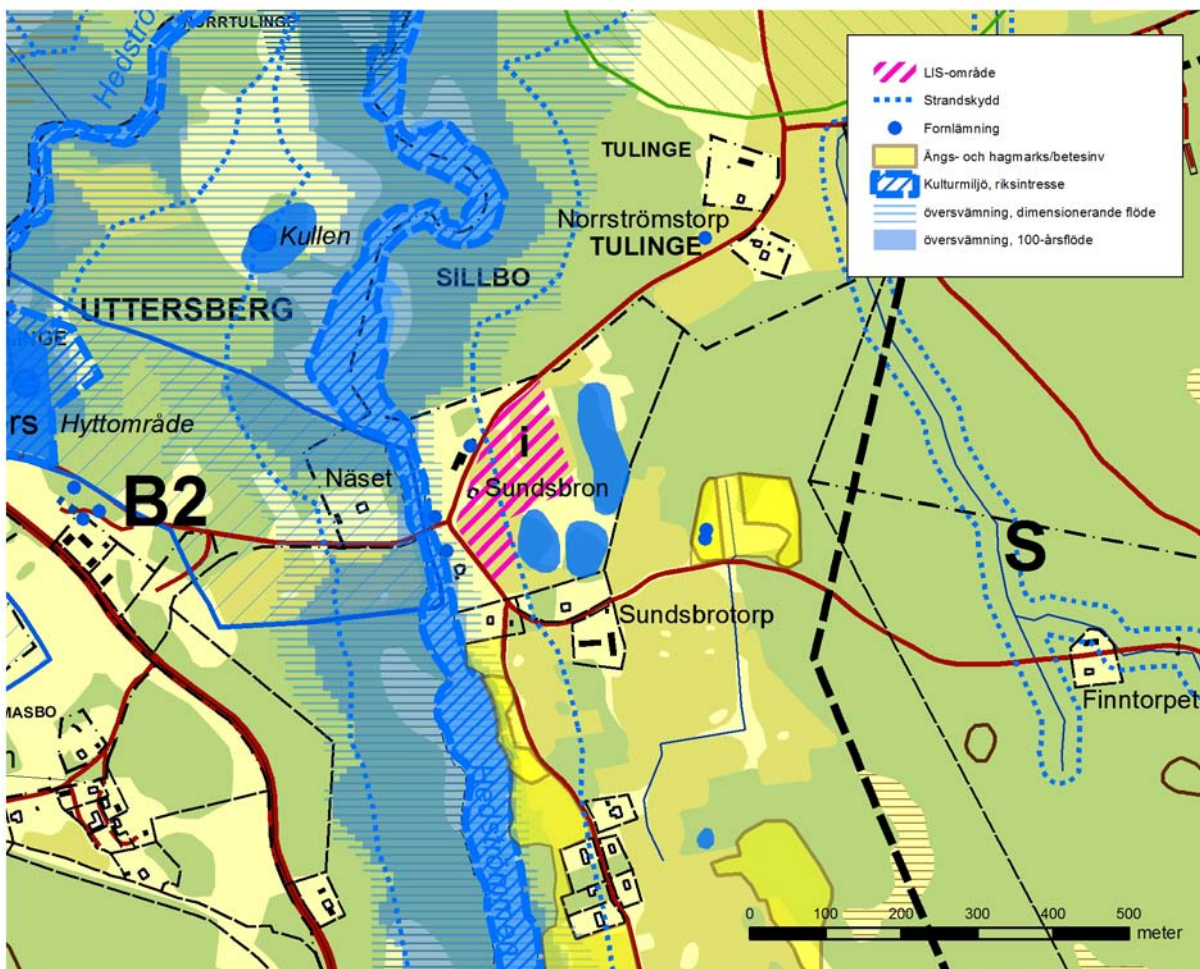 NORRTULINGE
LIS-område
Strandskydd
Fornlämning
Ängs- och hagmarks/betesinv
Kulturmiljö, riksintresse
översvämning, dimensionerande flöde
översvämning, 100-årsflöde
TULINGE
Norrströmstorp
TULINGE
Kullen
SILLBO
UTTERSBERG
Hyttområde
i
Näset
Sundsbron
B2
S
Sundsbrotorp
Finntorpet
MASBO
0 100 200 300 400 500
meter